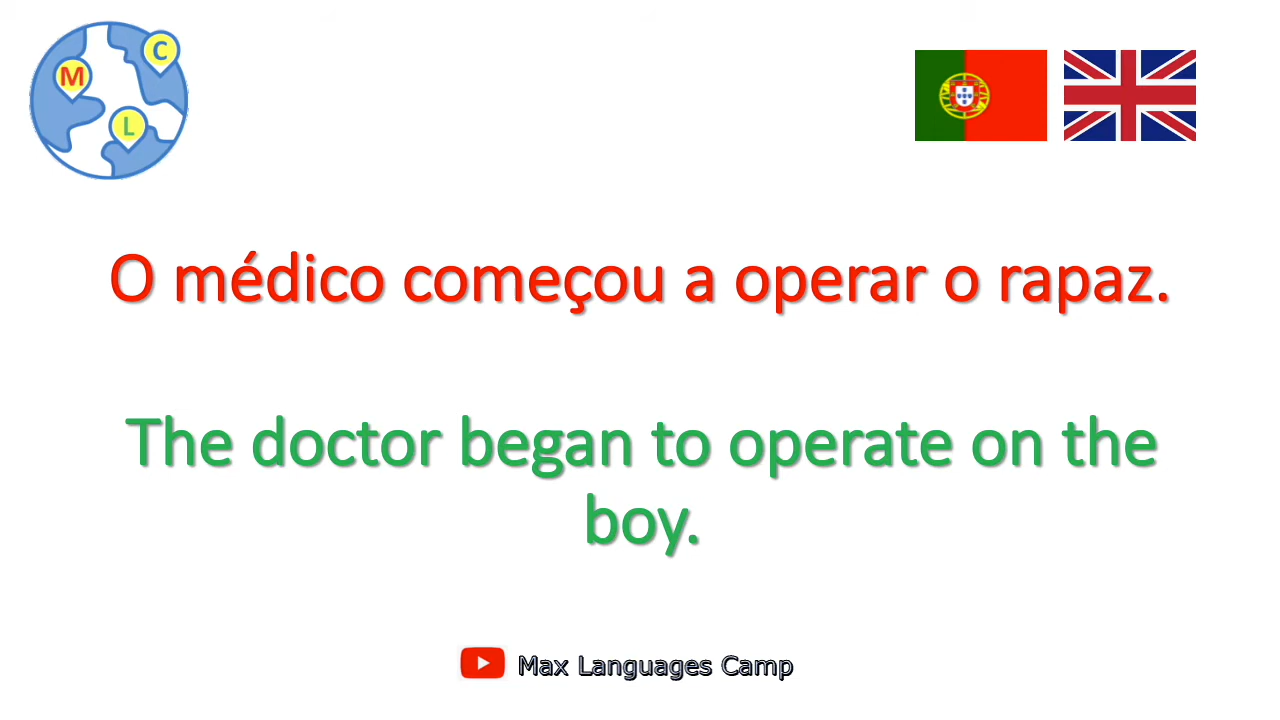 M
C
L
O médico começou a operar o rapaz.
The doctor began to operate on the
boy.
Max Languages Camp